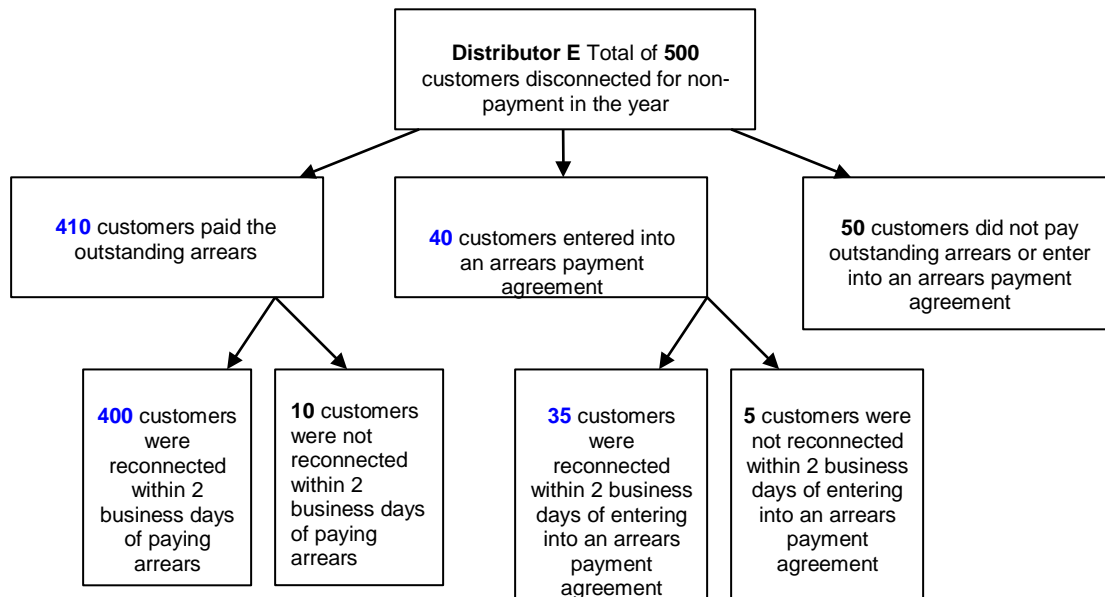 Distributor E Total of 500
customers disconnected for non-
payment in the year
410 customers paid the
outstanding arrears
40 customers entered into
an arrears payment
agreement
50 customers did not pay
outstanding arrears or enter
into an arrears payment
agreement
400 customers
were
reconnected
within 2
business days
of paying
arrears
10 customers
were not
reconnected
within 2
business days
of paying
arrears
35 customers
were
reconnected
within 2 business
days of entering
into an arrears
payment
agreement
5 customers were
not reconnected
within 2 business
days of entering
into an arrears
payment
agreement